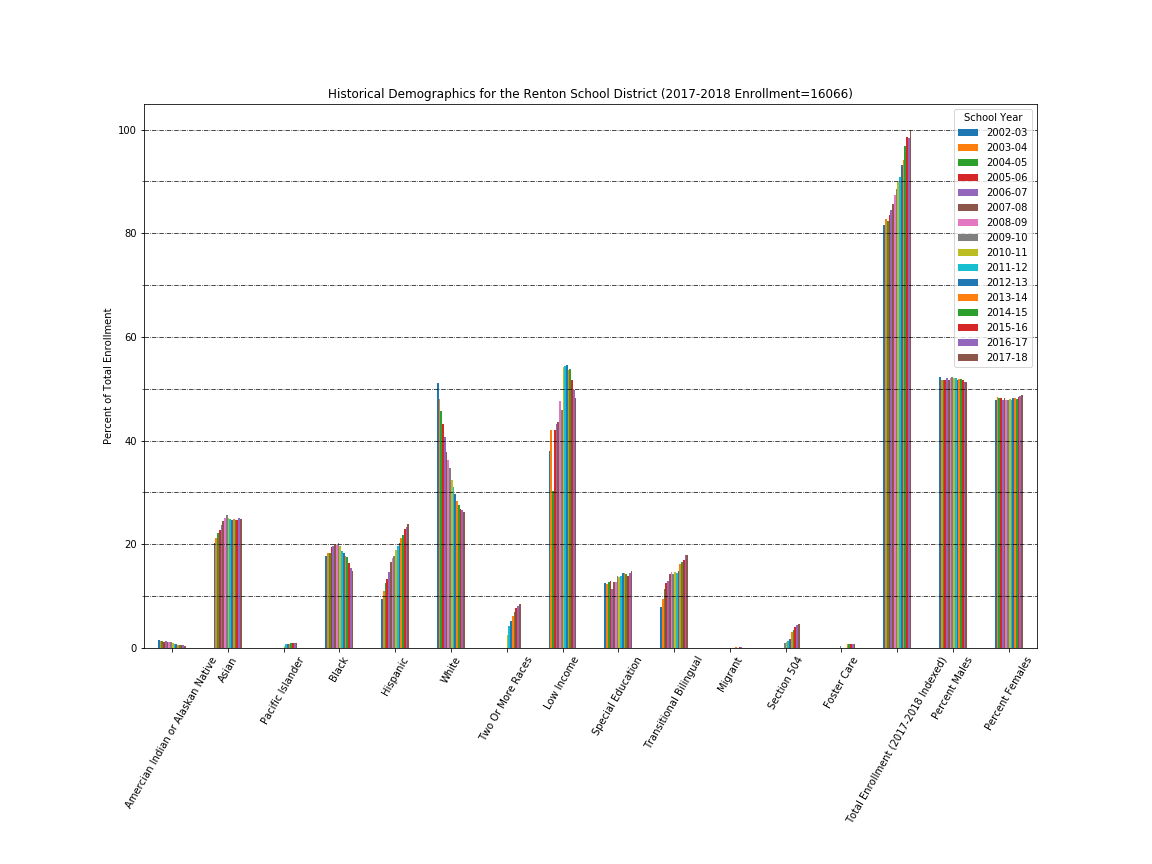 Historical Demographics for the Renton School District (2017-2018 Enrollment=16066)
Percent of Total Enrollment
100
80
60
40
20
0
School Year
2002-03
2003-04
2004-05
2005-06
2006-07
2007-08
2008-09
2009-10
2010-11
2011-12
2012-13
2013-14
2014-15
2015-16
2016-17
2017-18
Amercian Indian or Alaskan Native
Asian
Pacific Islander
Black
Hispanic
White
Two Or More Races
Low Income
Special Education
Transitional Bilingual
Migrant
Section 504
Foster Care
Total Enrollment (2017-2018 Indexed)
Percent Males
Percent Females